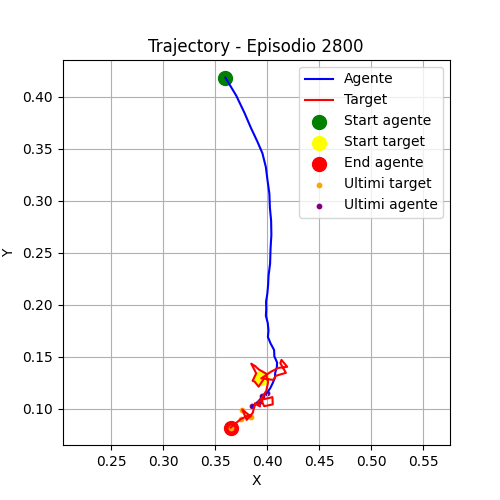 Trajectory - Episodio 2800
Agente
Target
Start agente
Start target
End agente
Ultimi target
Ultimi agente
Y
0.40
0.35
0.30
0.25
0.20
0.15
0.10
0.25 0.30 0.35 0.40 0.45 0.50 0.55
X